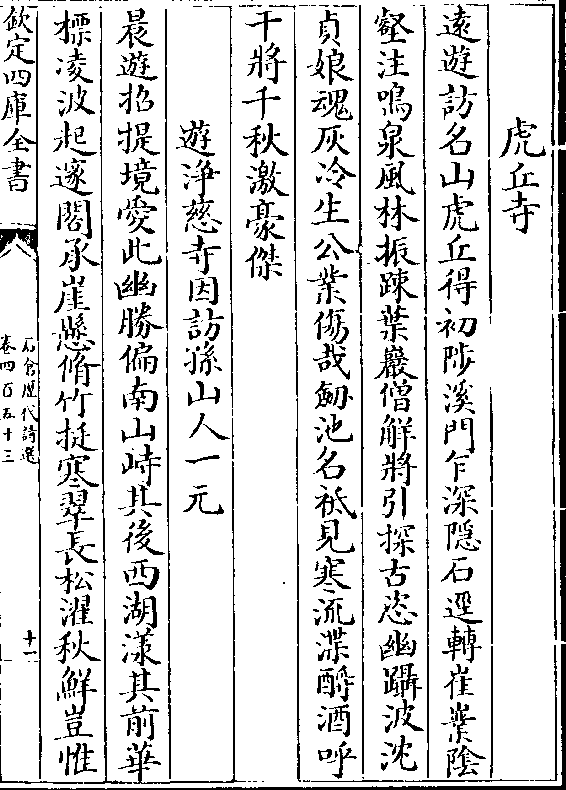 虎丘寺
遠遊訪名山虎丘得初陟溪門乍深隠石逕轉崔嵂陰
壑注鳴泉風林振疎葉巖僧解將引探古恣幽躡波沈
貞娘魂灰冷生公業傷哉劒池名祗見寒流渫酹酒呼
干將千秋激豪傑
遊浄慈寺因訪孫山人一元
晨遊招提境愛此幽勝偏南山峙其後西湖漾其前華
標凌波起邃閣承崖懸脩竹挺寒翠長松濯秋鮮豈惟
欽定四庫全書
石倉歷代詩選
卷四百五十三
十一